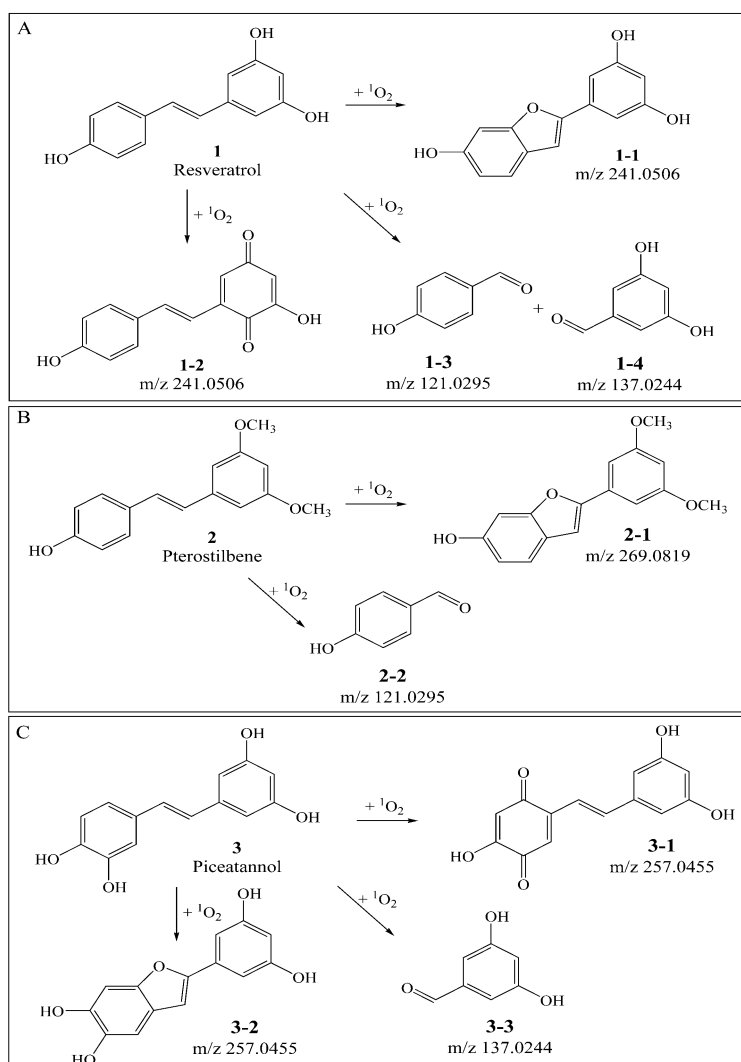 A
OH
OH
HO
1
Resveratrol
+ ¹O₂
OH
O
OH
HO
1-1
m/z 241.0506
+ ¹O₂
+ ¹O₂
O
OH
O
HO
1-2
m/z 241.0506
O
HO
1-3
m/z 121.0295
+
OH
O
OH
1-4
m/z 137.0244
B
OCH₃
OCH₃
HO
2
Pterostilbene
+ ¹O₂
OCH₃
O
OCH₃
HO
2-1
m/z 269.0819
+ ¹O₂
O
HO
2-2
m/z 121.0295
C
OH
OH
HO
OH
3
Piceatannol
+ ¹O₂
OH
O
OH
HO
O
3-1
m/z 257.0455
+ ¹O₂
+ ¹O₂
OH
O
OH
HO
HO
3-2
m/z 257.0455
OH
O
OH
3-3
m/z 137.0244